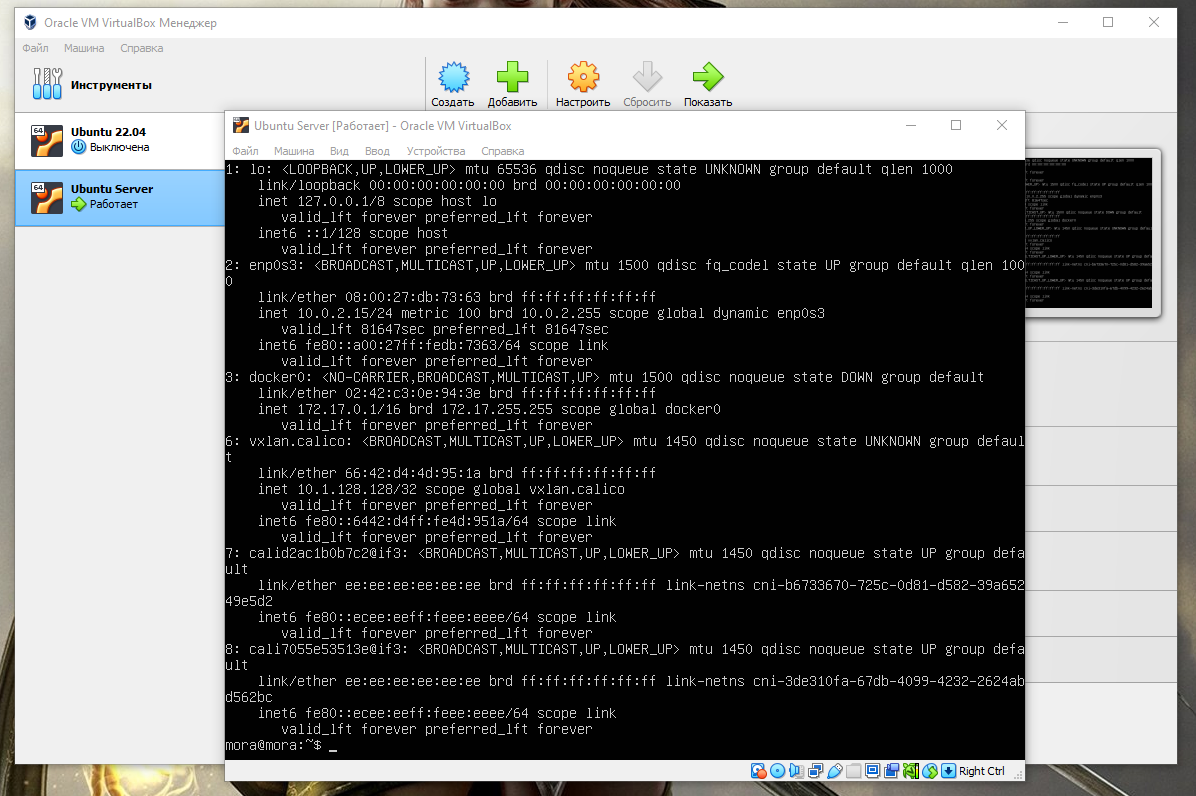 Oracle VM VirtualBox Менеджер
Файл Машина Справка
Инструменты
Создать Добавить Настроить Сбросить Показать
64
Ubuntu 22.04
Выключена
64
Ubuntu Server
Работает
Ubuntu Server [Работает] - Oracle VM VirtualBox
Файл Машина Вид Ввод Устройства Справка
1: lo: <LOOPBACK,UP,LOWER_UP> mtu 65536 qdisc noqueue state UNKNOWN group default qlen 1000
link/loopback 00:00:00:00:00:00 brd 00:00:00:00:00:00
inet 127.0.0.1/8 scope host lo
valid_lft forever preferred_lft forever
inet6 ::1/128 scope host
valid_lft forever preferred_lft forever
2: enp0s3: <BROADCAST,MULTICAST,UP,LOWER_UP> mtu 1500 qdisc fq_codel state UP group default qlen 100
0
link/ether 08:00:27:db:73:63 brd ff:ff:ff:ff:ff:ff
inet 10.0.2.15/24 metric 100 brd 10.0.2.255 scope global dynamic enp0s3
valid_lft 81647sec preferred_lft 81647sec
inet6 fe80::a00:27ff:fedb:7363/64 scope link
valid_lft forever preferred_lft forever
3: docker0: <NO-CARRIER,BROADCAST,MULTICAST,UP> mtu 1500 qdisc noqueue state DOWN group default
link/ether 02:42:c3:0e:94:3e brd ff:ff:ff:ff:ff:ff
inet 172.17.0.1/16 brd 172.17.255.255 scope global docker0
valid_lft forever preferred_lft forever
6: vxlan.calico: <BROADCAST,MULTICAST,UP,LOWER_UP> mtu 1450 qdisc noqueue state UNKNOWN group defaul
t
link/ether 66:42:d4:4d:95:1a brd ff:ff:ff:ff:ff:ff
inet 10.1.128.128/32 scope global vxlan.calico
valid_lft forever preferred_lft forever
inet6 fe80::6442:d4ff:fe4d:951a/64 scope link
valid_lft forever preferred_lft forever
7: calid2ac1b0b7c2@if3: <BROADCAST,MULTICAST,UP,LOWER_UP> mtu 1450 qdisc noqueue state UP group defa
ult
link/ether ee:ee:ee:ee:ee:ee brd ff:ff:ff:ff:ff:ff link-netns cni-b6733670-725c-0d81-d582-39a652
49e5d2
inet6 fe80::ecee:eeff:feee:eeee/64 scope link
valid_lft forever preferred_lft forever
8: cali7055e53513e@if3: <BROADCAST,MULTICAST,UP,LOWER_UP> mtu 1450 qdisc noqueue state UP group defa
ult
link/ether ee:ee:ee:ee:ee:ee brd ff:ff:ff:ff:ff:ff link-netns cni-3de310fa-67db-4099-4232-2624ab
d562bc
inet6 fe80::ecee:eeff:feee:eeee/64 scope link
valid_lft forever preferred_lft forever
mora@mora:~$ _
Right Ctrl